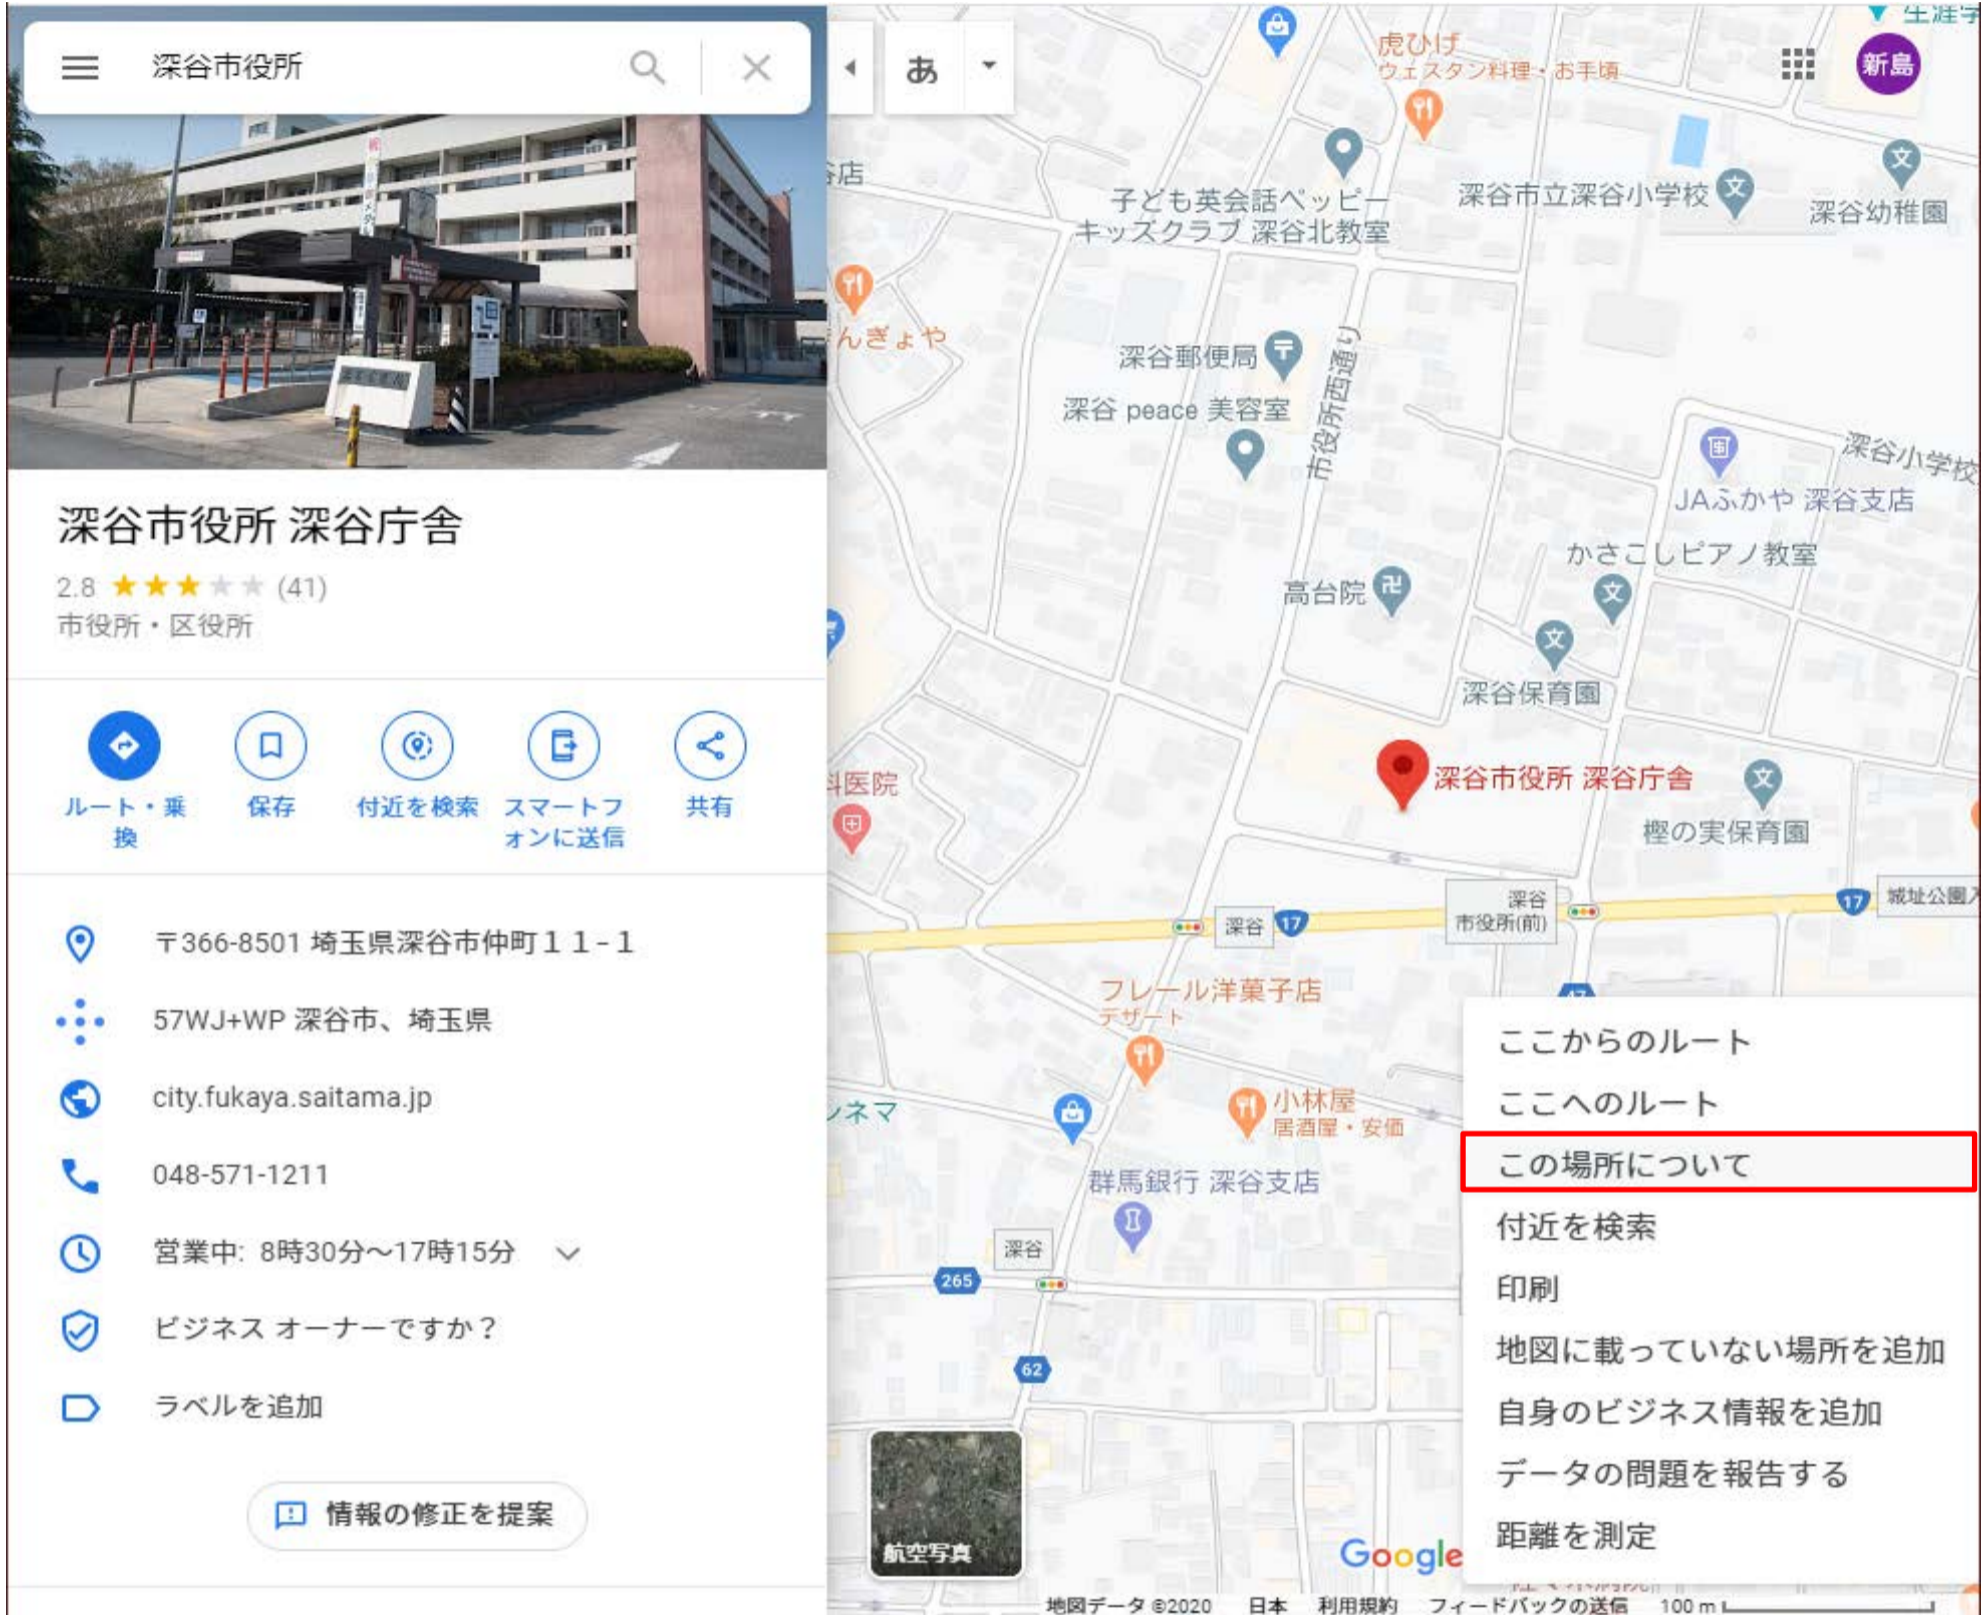 深谷市役所
深谷市役所 深谷庁舎
2.8 ★★★★★ (41)
市役所・区役所
ルート・乗
換
保存
付近を検索
スマートフ
ォンに送信
共有
〒366-8501 埼玉県深谷市仲町11-1
57WJ+WP 深谷市、埼玉県
city.fukaya.saitama.jp
048-571-1211
営業中: 8時30分～17時15分
ビジネス オーナーですか？
ラベルを追加
情報の修正を提案
あ
新島
虎ひげ
ウェスタン料理・お手頃
子ども英会話ペッピー
キッズクラブ 深谷北教室
深谷市立深谷小学校
深谷幼稚園
深谷郵便局
深谷 peace 美容室
市役所西通り
深谷小学校
JAふかや 深谷支店
かさこしピアノ教室
高台院
深谷保育園
深谷市役所 深谷庁舎
樫の実保育園
科医院
深谷
17
深谷
市役所(前)
17
城址公園入
フレール洋菓子店
デザート
小林屋
居酒屋・安価
群馬銀行 深谷支店
深谷
265
62
ここからのルート
ここへのルート
この場所について
付近を検索
印刷
地図に載っていない場所を追加
自身のビジネス情報を追加
データの問題を報告する
距離を測定
航空写真
Google
地図データ ©2020 日本 利用規約 フィードバックの送信 100 m